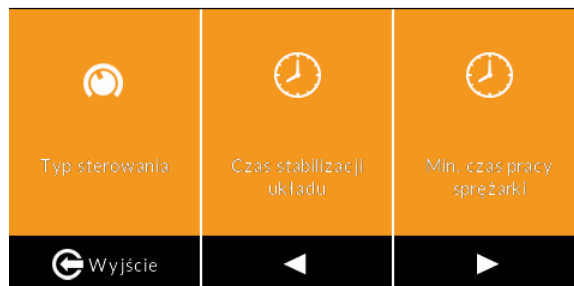 Typ sterowania
Czas stabilizacji
układu
Min. czas pracy
sprężarki
Wyjście